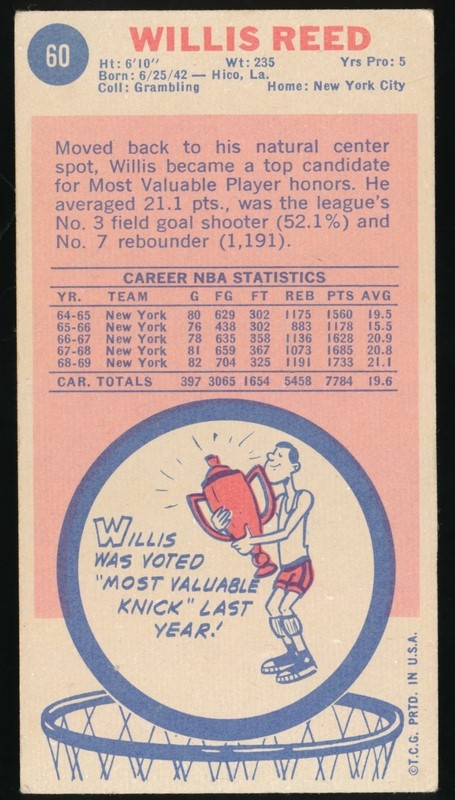 60
WILLIS REED
Ht: 6'10" Wt: 235 Yrs Pro: 5
Born: 6/25/42 — Hico, La.
Coll: Grambling Home: New York City
Moved back to his natural center
spot, Willis became a top candidate
for Most Valuable Player honors. He
averaged 21.1 pts., was the league's
No. 3 field goal shooter (52.1%) and
No. 7 rebounder (1,191).
CAREER NBA STATISTICS
YR. TEAM G FG FT REB PTS AVG
64-65 New York 80 629 302 1175 1560 19.5
65-66 New York 76 438 302 883 1178 15.5
66-67 New York 78 635 358 1136 1628 20.9
67-68 New York 81 659 367 1073 1685 20.8
68-69 New York 82 704 325 1191 1733 21.1
CAR. TOTALS 397 3065 1654 5458 7784 19.6
WILLIS
WAS VOTED
"MOST VALUABLE
KNICK" LAST
YEAR!
©T.C.G. PRTD. IN U.S.A.